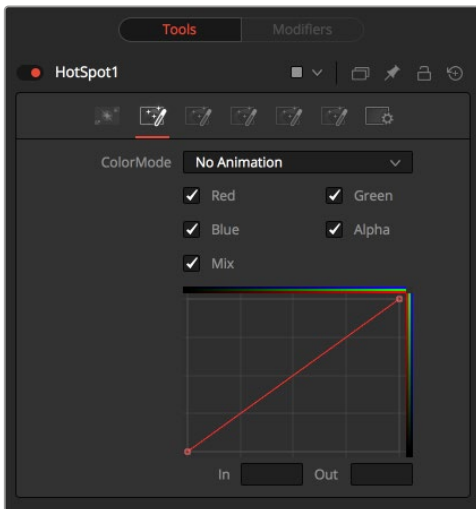 Tools Modifiers
HotSpot1
ColorMode No Animation
Red Green
Blue Alpha
Mix
In Out